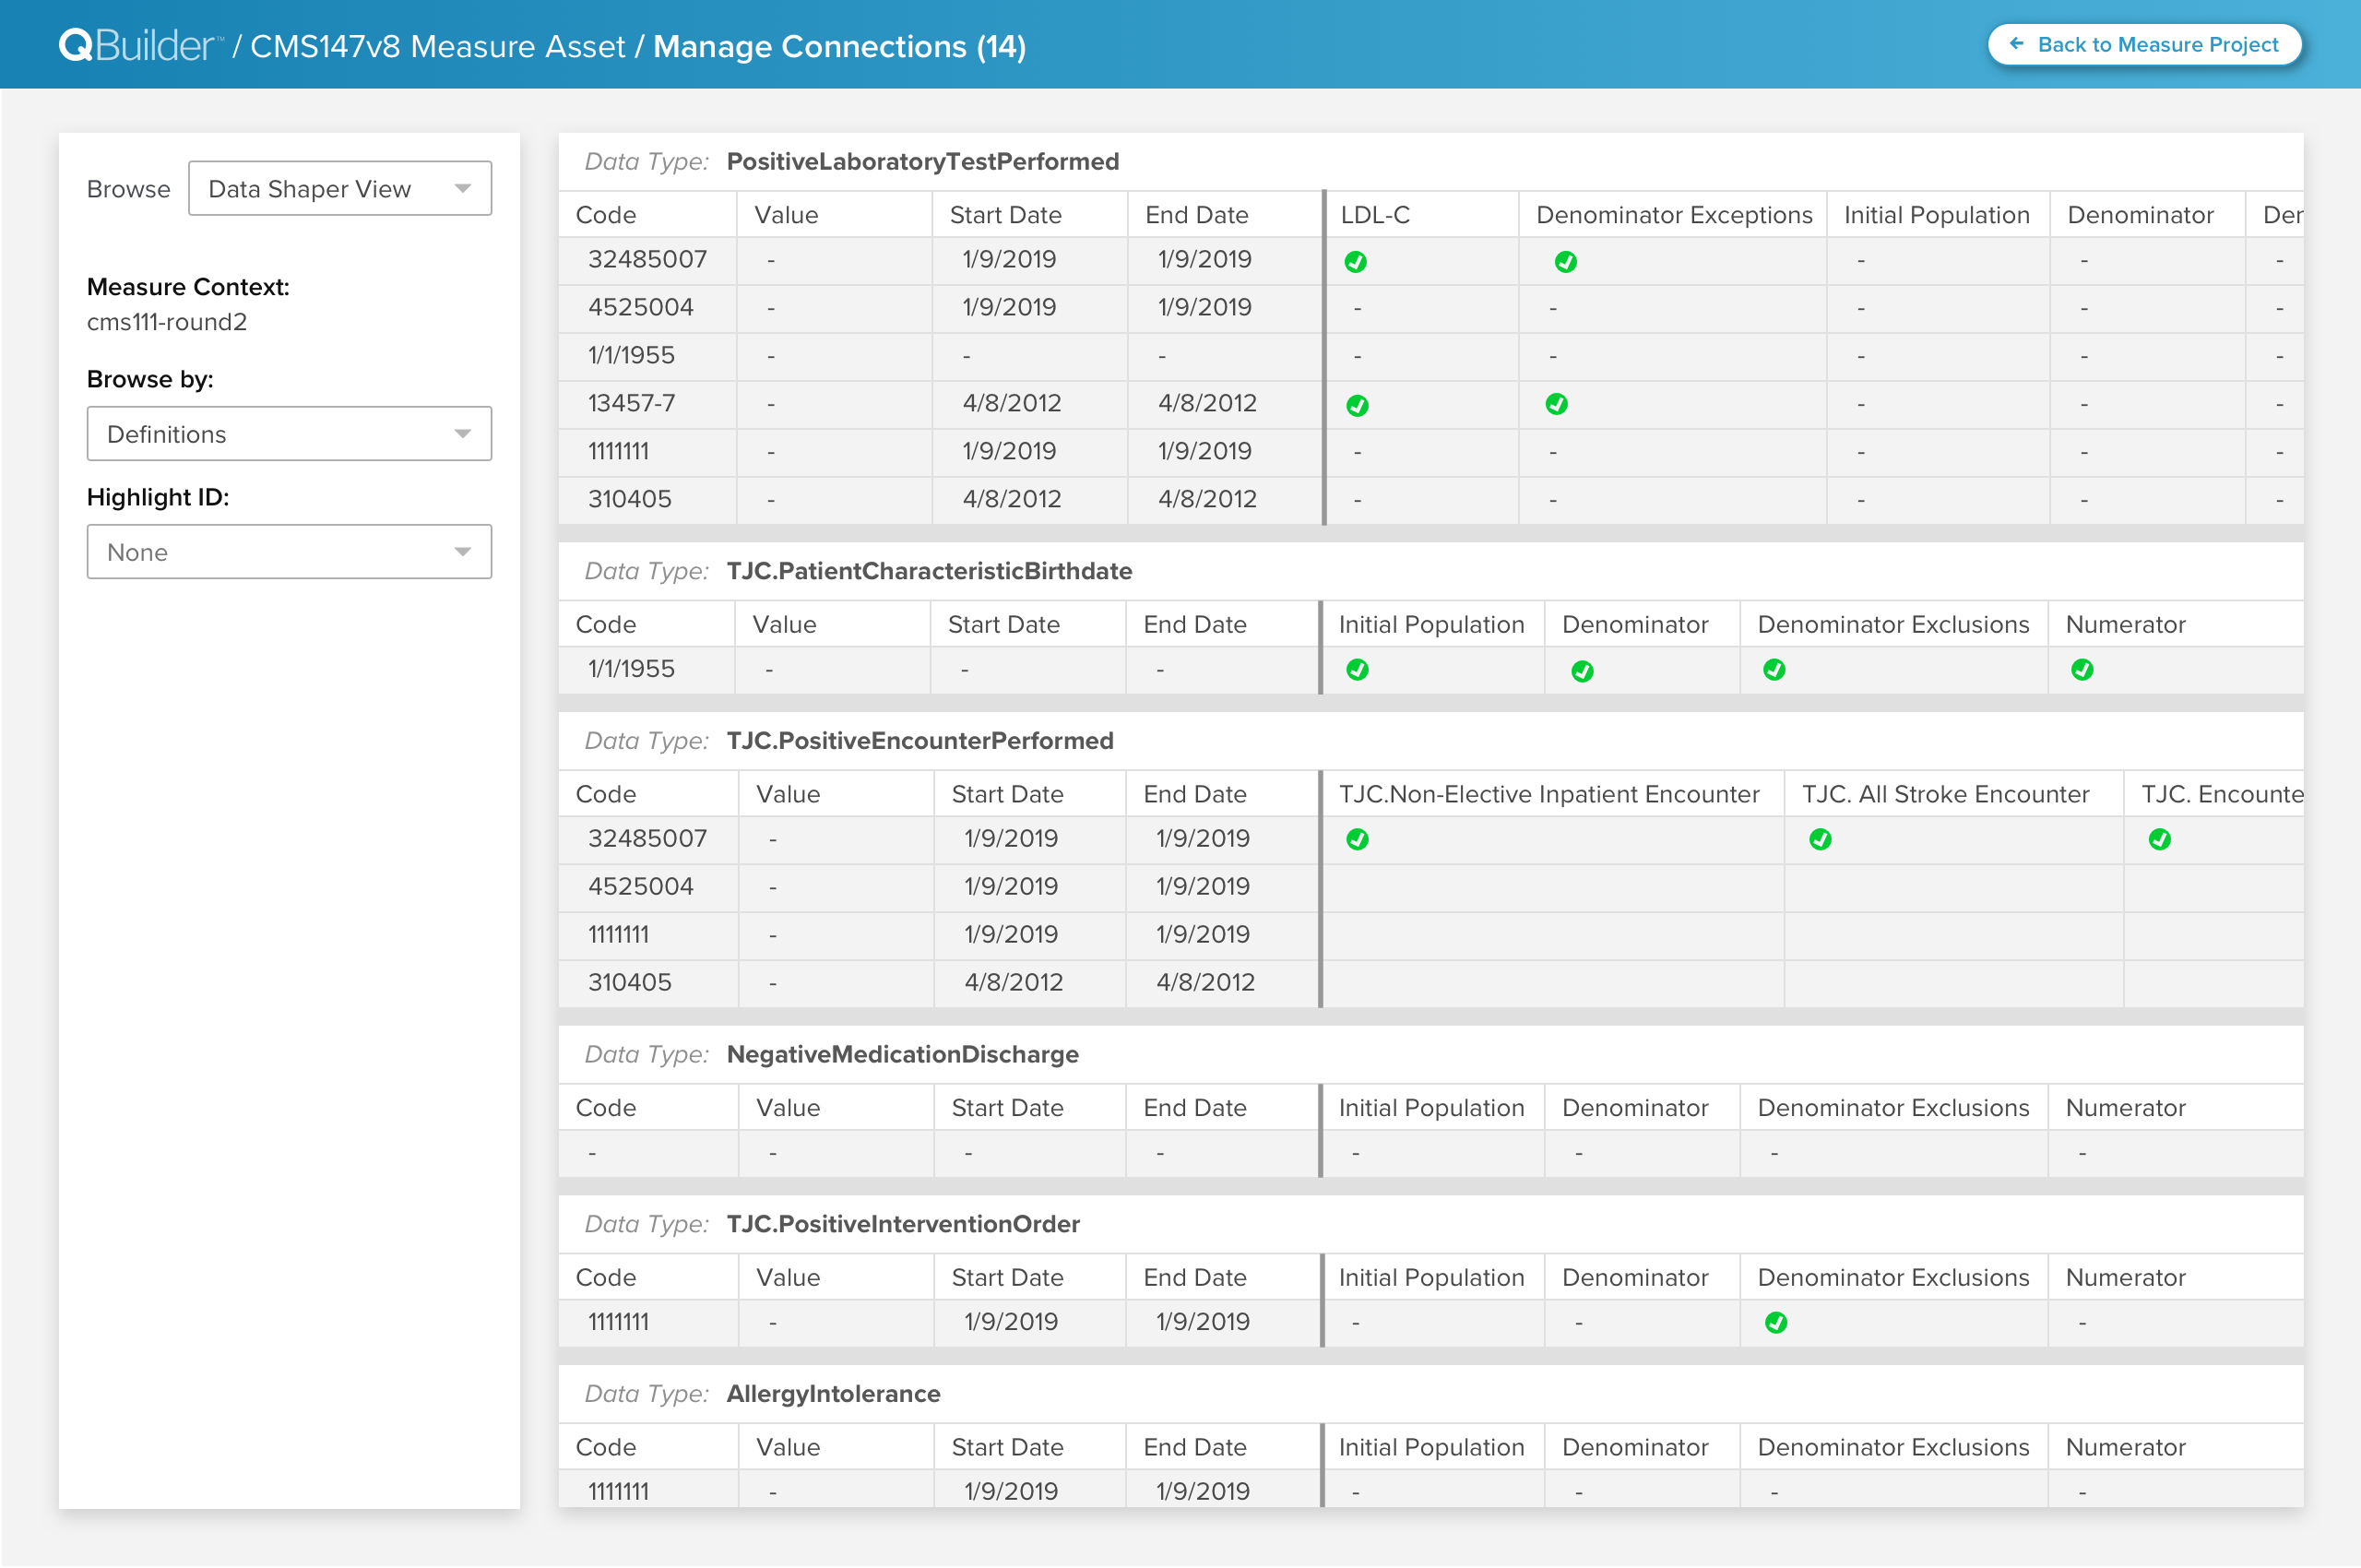 QBuilder™ / CMS147v8 Measure Asset / Manage Connections (14)
← Back to Measure Project
Browse Data Shaper View
Measure Context:
cms111-round2
Browse by:
Definitions
Highlight ID:
None
Data Type: PositiveLaboratoryTestPerformed
Code Value Start Date End Date LDL-C Denominator Exceptions Initial Population Denominator Der
32485007 - 1/9/2019 1/9/2019 - - -
4525004 - 1/9/2019 1/9/2019 - - - - -
1/1/1955 - - - - - - - -
13457-7 - 4/8/2012 4/8/2012 - - -
1111111 - 1/9/2019 1/9/2019 - - - - -
310405 - 4/8/2012 4/8/2012 - - - - -
Data Type: TJC.PatientCharacteristicBirthdate
Code Value Start Date End Date Initial Population Denominator Denominator Exclusions Numerator
1/1/1955 - - -
Data Type: TJC.PositiveEncounterPerformed
Code Value Start Date End Date TJC.Non-Elective Inpatient Encounter TJC. All Stroke Encounter TJC. Encounte
32485007 - 1/9/2019 1/9/2019
4525004 - 1/9/2019 1/9/2019
1111111 - 1/9/2019 1/9/2019
310405 - 4/8/2012 4/8/2012
Data Type: NegativeMedicationDischarge
Code Value Start Date End Date Initial Population Denominator Denominator Exclusions Numerator
- - - - - - - -
Data Type: TJC.PositiveInterventionOrder
Code Value Start Date End Date Initial Population Denominator Denominator Exclusions Numerator
1111111 - 1/9/2019 1/9/2019 - - -
Data Type: AllergyIntolerance
Code Value Start Date End Date Initial Population Denominator Denominator Exclusions Numerator
1111111 - 1/9/2019 1/9/2019 - - - -